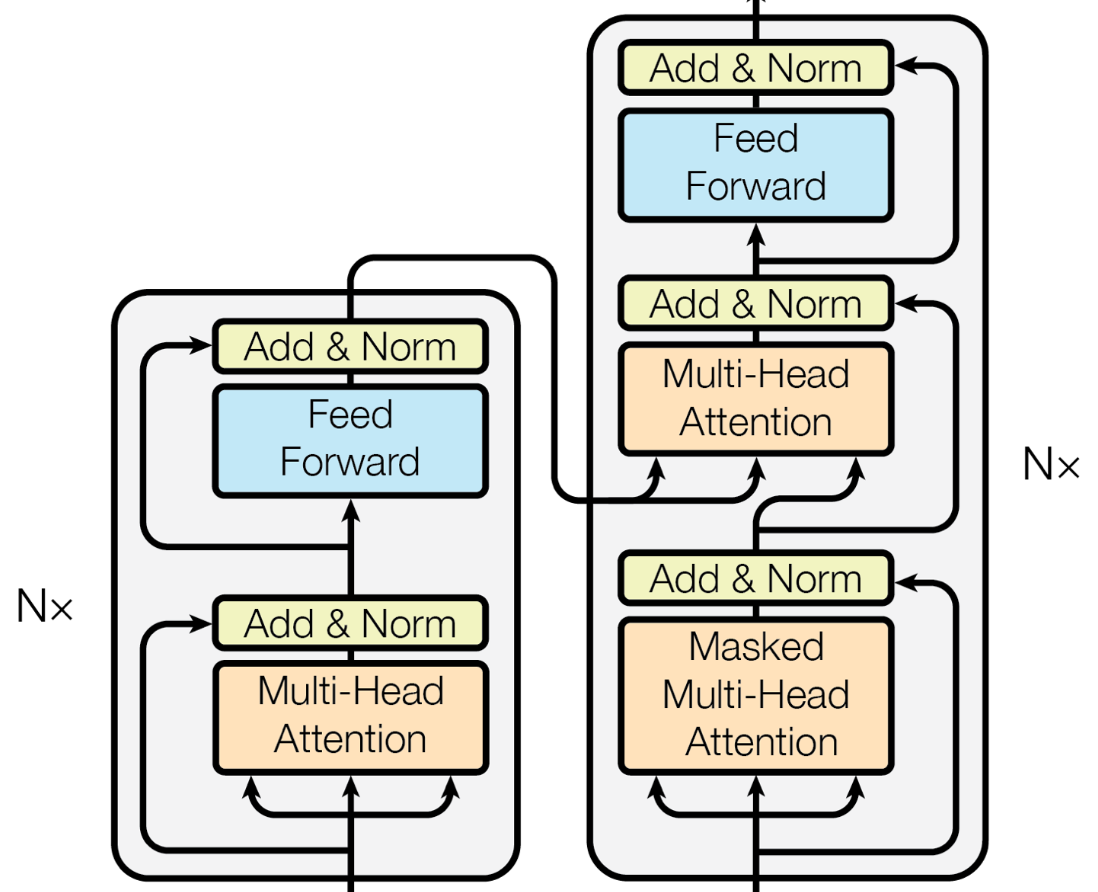 Add & Norm
Feed
Forward
Add & Norm
Multi-Head
Attention
Nx
Add & Norm
Feed
Forward
Add & Norm
Multi-Head
Attention
Add & Norm
Masked
Multi-Head
Attention
N×